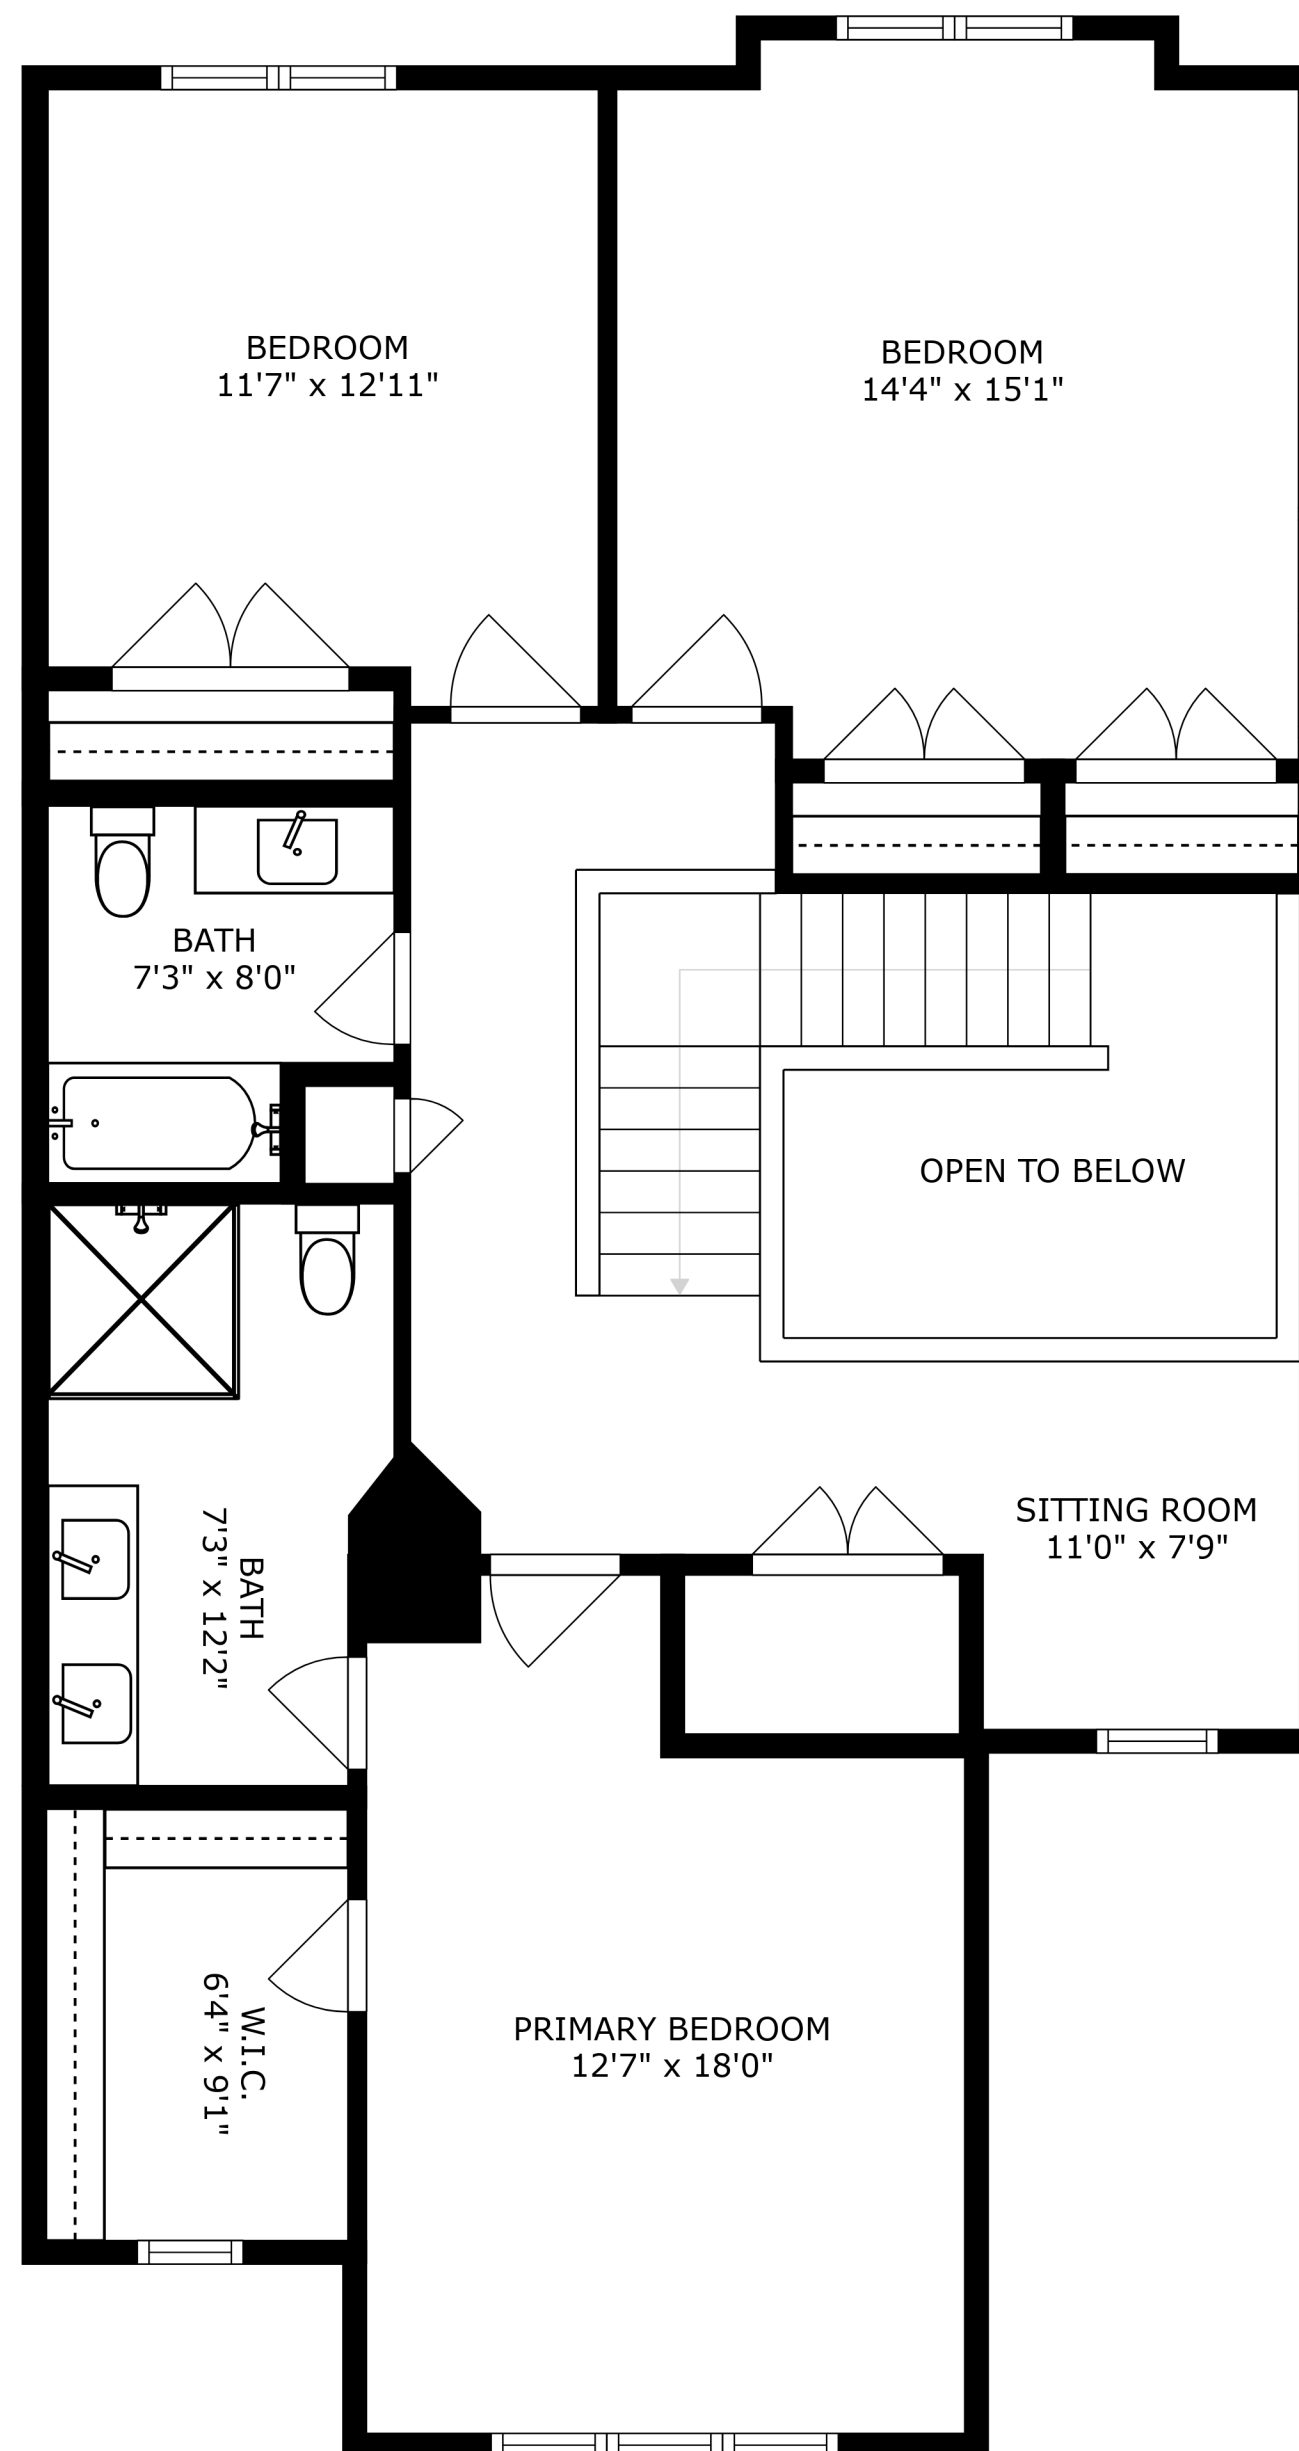 BEDROOM
11'7" x 12'11"
BEDROOM
14'4" x 15'1"
BATH
7'3" x 8'0"
OPEN TO BELOW
BATH
7'3" x 12'2"
SITTING ROOM
11'0" x 7'9"
W.I.C.
6'4" x 9'1"
PRIMARY BEDROOM
12'7" x 18'0"